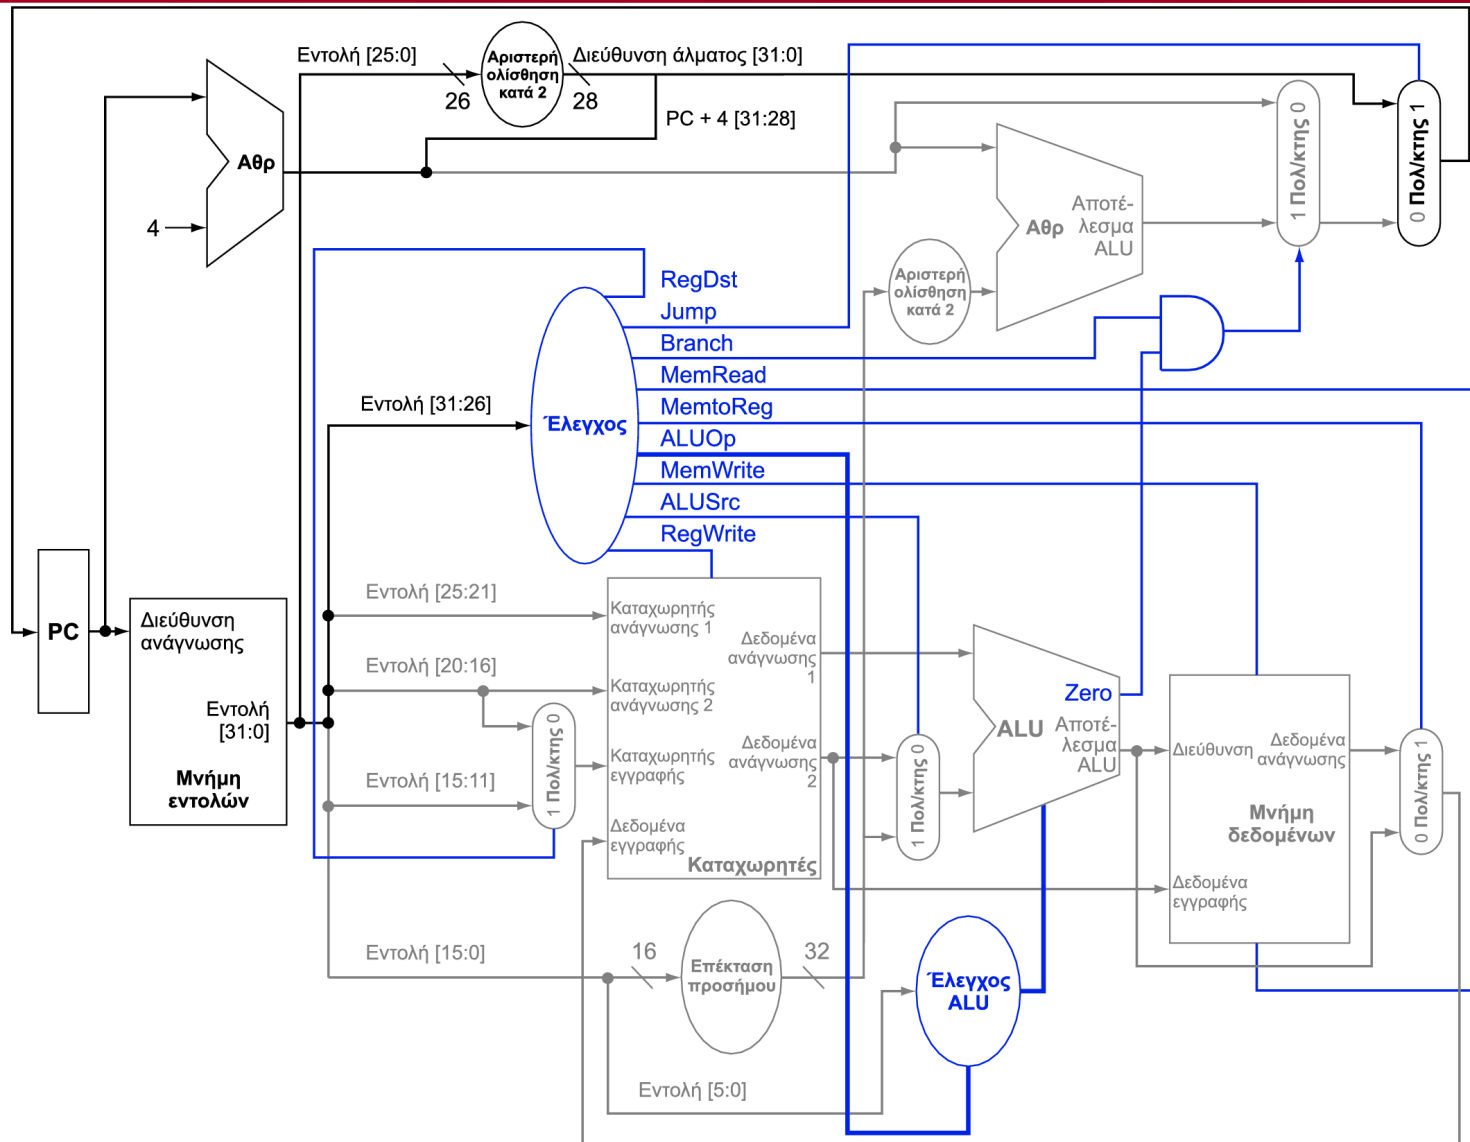 Εντολή [25:0]
Αριστερή
ολίσθηση
κατά 2
Διεύθυνση άλματος [31:0]
26
28
PC + 4 [31:28]
Αθρ
4
1 Πολ/κτης 0
0 Πολ/κτης 1
Αθρ
Αποτέ-
λεσμα
ALU
Αριστερή
ολίσθηση
κατά 2
RegDst
Jump
Branch
MemRead
MemtoReg
ALUOp
MemWrite
ALUSrc
RegWrite
Εντολή [31:26]
Έλεγχος
PC
Διεύθυνση
ανάγνωσης
Εντολή
[31:0]
Μνήμη
εντολών
Εντολή [25:21]
Εντολή [20:16]
Εντολή [15:11]
1 Πολ/κτης 0
Καταχωρητής
ανάγνωσης 1
Καταχωρητής
ανάγνωσης 2
Καταχωρητής
εγγραφής
Δεδομένα
εγγραφής
Δεδομένα
ανάγνωσης
1
Δεδομένα
ανάγνωσης
2
Καταχωρητές
1 Πολ/κτης 0
Zero
ALU
Αποτέ-
λεσμα
ALU
Διεύθυνση
Δεδομένα
ανάγνωσης
Μνήμη
δεδομένων
Δεδομένα
εγγραφής
0 Πολ/κτης 1
Εντολή [15:0]
16
Επέκταση
προσήμου
32
Έλεγχος
ALU
Εντολή [5:0]